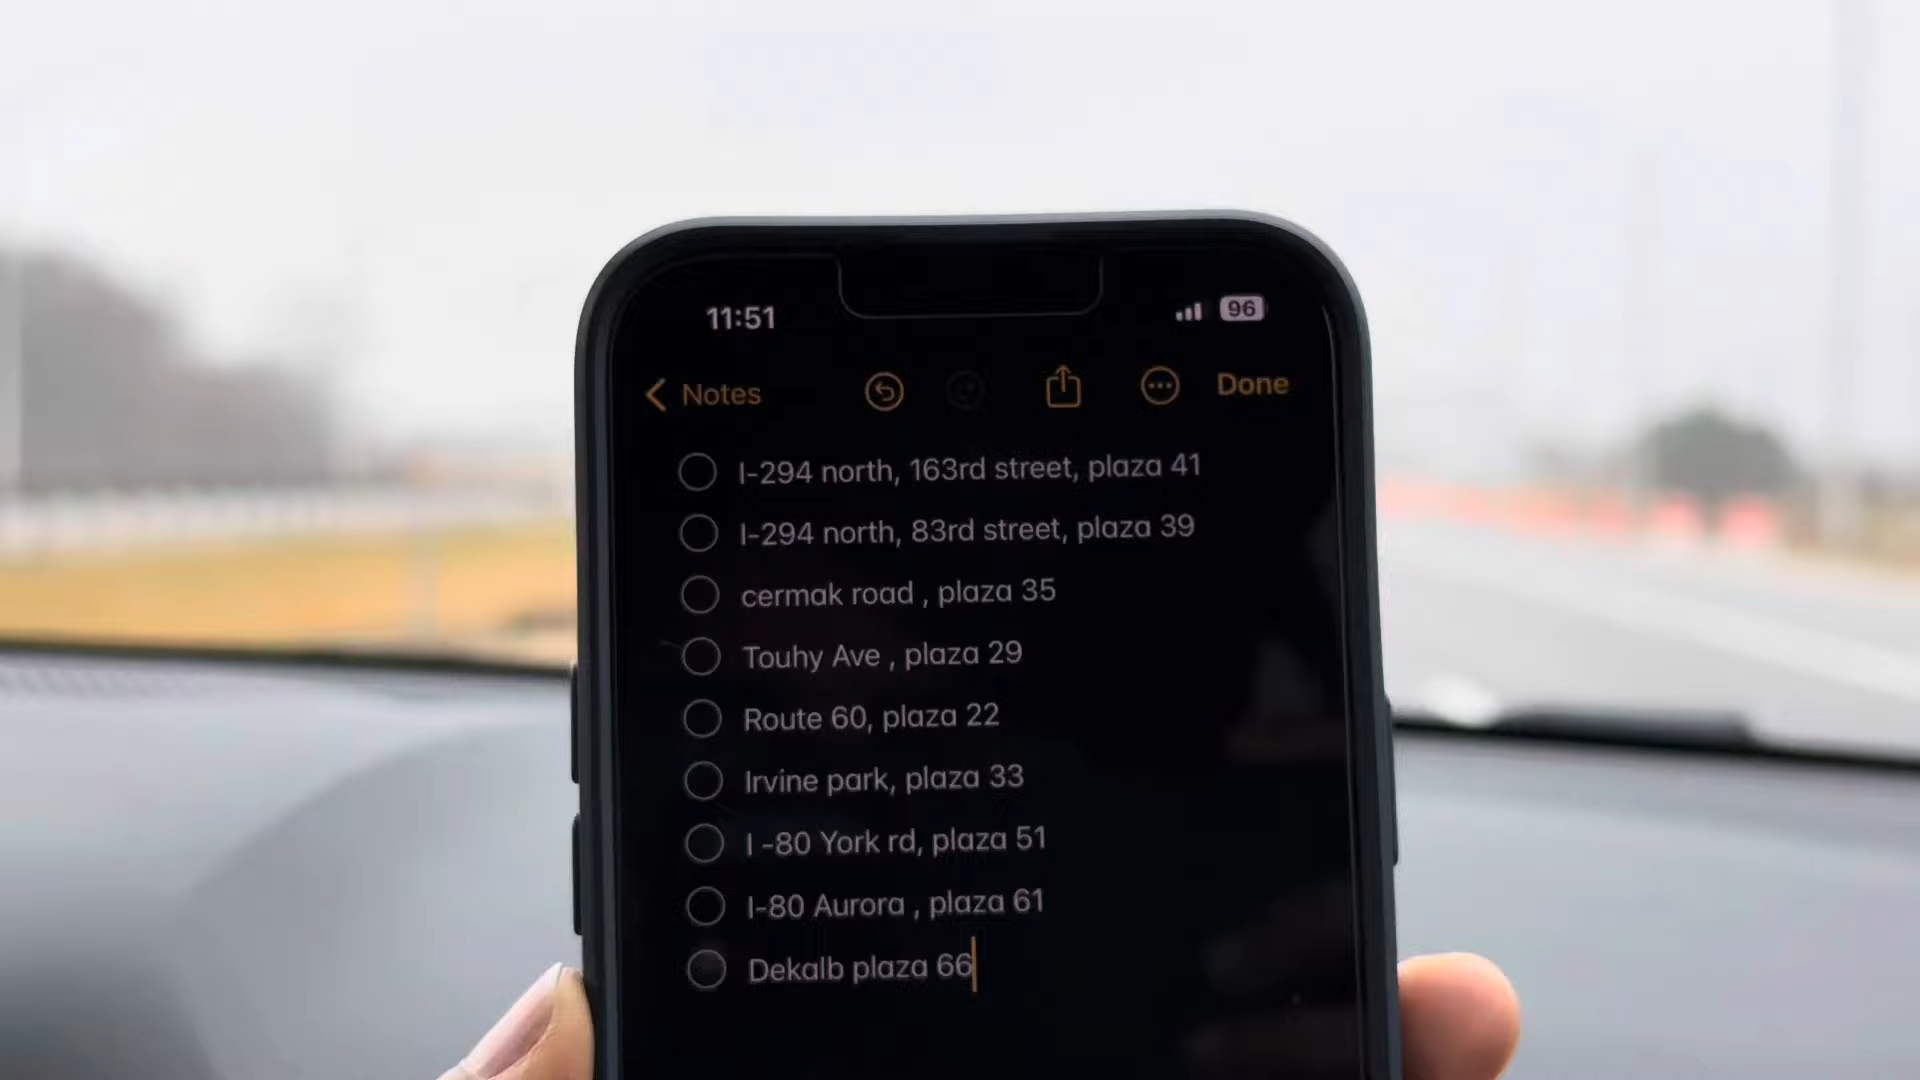 11:51
96
Notes
Done
I-294 north, 163rd street, plaza 41
I-294 north, 83rd street, plaza 39
cermak road , plaza 35
Touhy Ave , plaza 29
Route 60, plaza 22
Irvine park, plaza 33
I -80 York rd, plaza 51
I-80 Aurora , plaza 61
Dekalb plaza 66